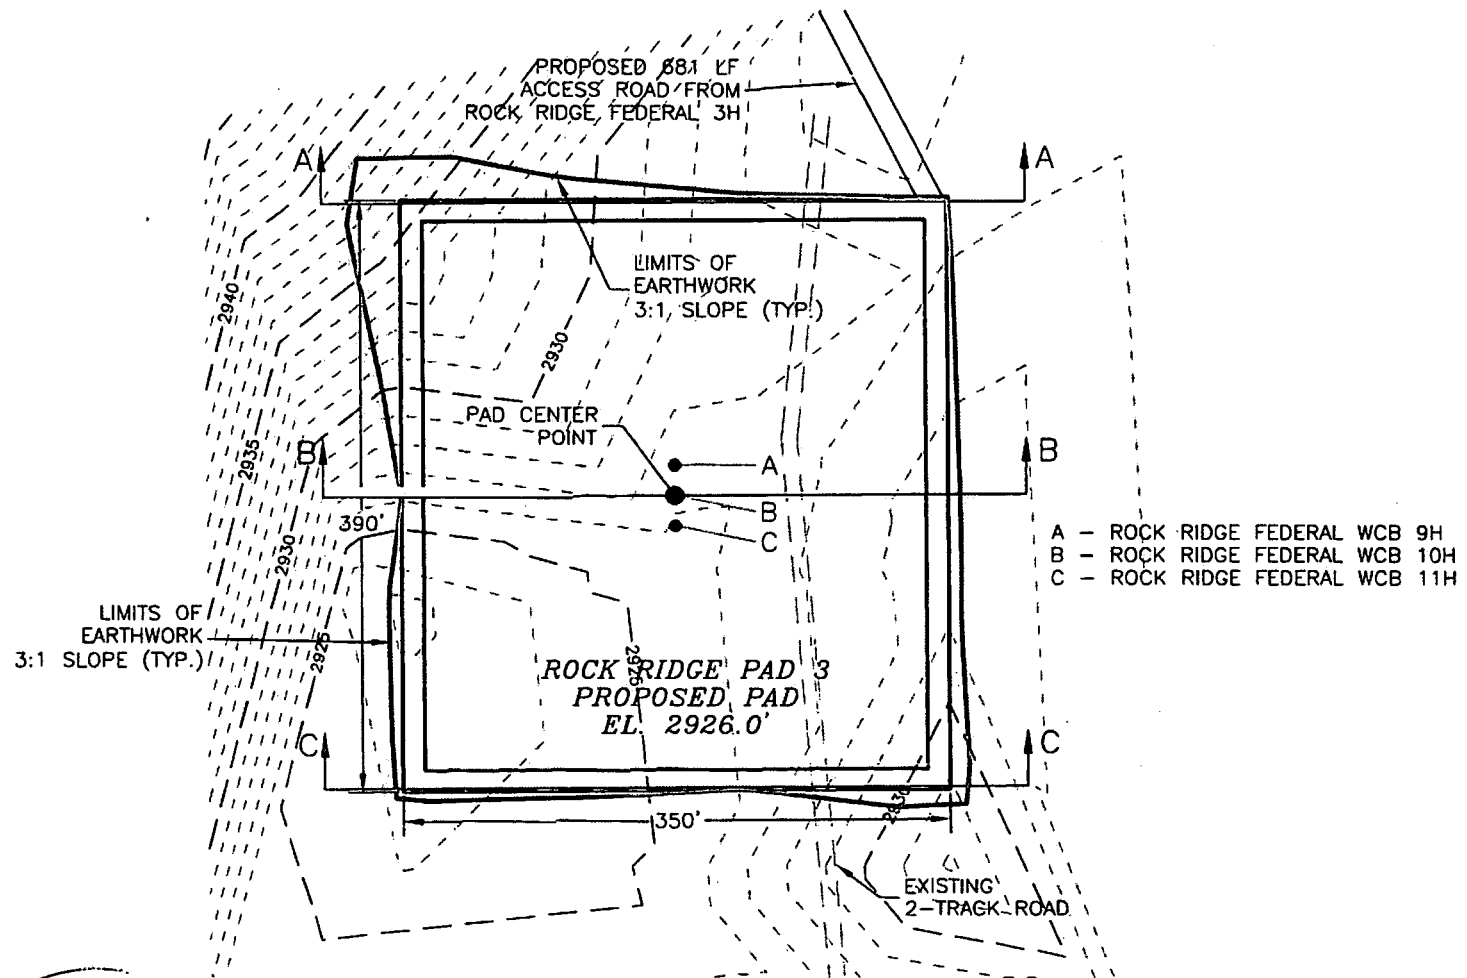 PROPOSED 681 LF
ACCESS ROAD FROM
ROCK RIDGE FEDERAL 3H
A
A
LIMITS OF
EARTHWORK
3:1 SLOPE (TYP.)
2940
2930
PAD CENTER
POINT
2935
B
B
A
B
C
390'
2930
A - ROCK RIDGE FEDERAL WCB 9H
B - ROCK RIDGE FEDERAL WCB 10H
C - ROCK RIDGE FEDERAL WCB 11H
LIMITS OF
EARTHWORK
3:1 SLOPE (TYP.)
2925
2925
ROCK RIDGE PAD 3
PROPOSED PAD
EL. 2926.0'
C
C
2930
350'
EXISTING
2-TRACK ROAD